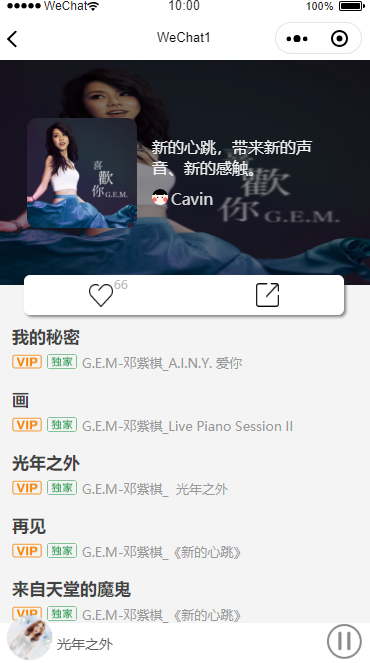 WeChat
10:00
100%
WeChat1
喜歡你
G.E.M.
喜歡你
G.E.M.
新的心跳，带来新的声
音、新的感触。
Cavin
66
我的秘密
VIP 独家 G.E.M-邓紫棋_A.I.N.Y. 爱你
画
VIP 独家 G.E.M-邓紫棋_Live Piano Session II
光年之外
VIP 独家 G.E.M-邓紫棋_ 光年之外
再见
VIP 独家 G.E.M-邓紫棋_《新的心跳》
来自天堂的魔鬼
VIP 独家 G.E.M-邓紫棋_《新的心跳》
光年之外